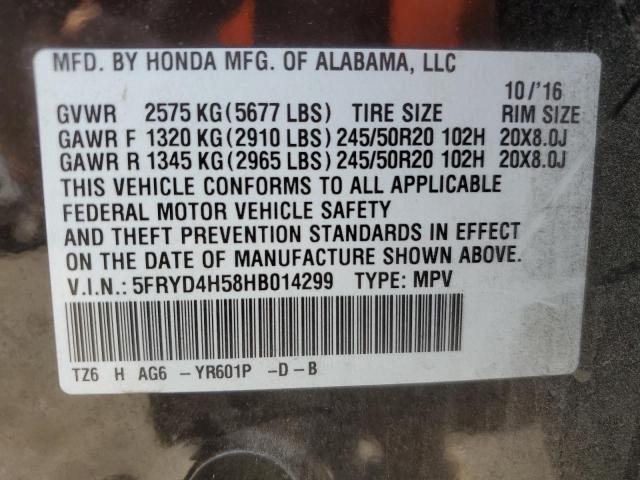 MFD. BY HONDA MFG. OF ALABAMA, LLC
10/'16
GVWR 2575 KG(5677 LBS) TIRE SIZE RIM SIZE
GAWR F 1320 KG(2910 LBS) 245/50R20 102H 20X8.0J
GAWR R 1345 KG(2965 LBS) 245/50R20 102H 20X8.0J
THIS VEHICLE CONFORMS TO ALL APPLICABLE
FEDERAL MOTOR VEHICLE SAFETY
AND THEFT PREVENTION STANDARDS IN EFFECT
ON THE DATE OF MANUFACTURE SHOWN ABOVE.
V.I.N.: 5FRYD4H58HB014299 TYPE: MPV
TZ6 H AG6 -YR601P -D-B